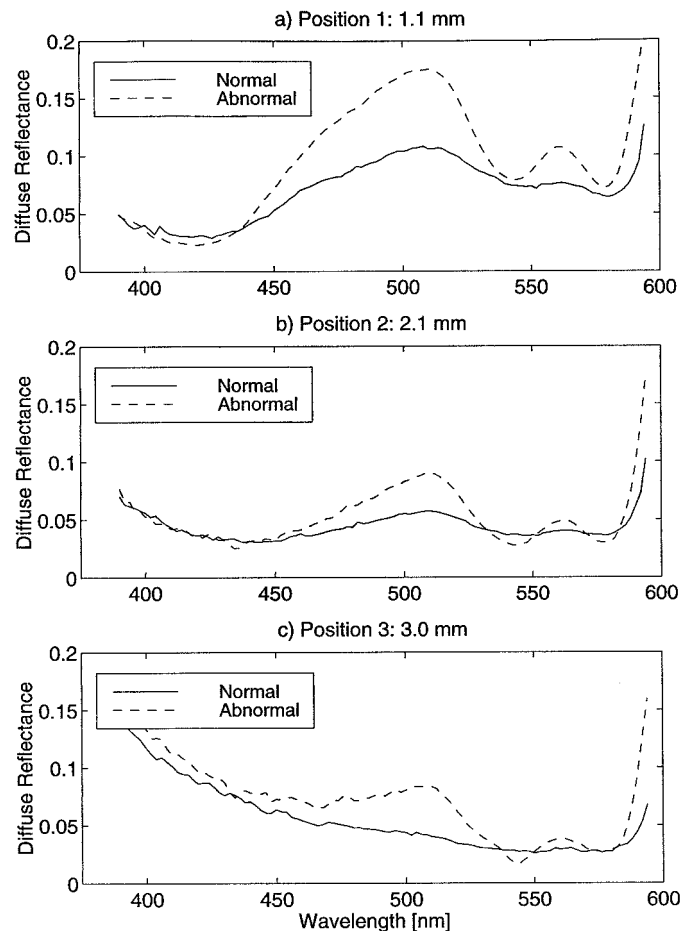 a) Position 1: 1.1 mm
0.2
Normal
Abnormal
0.15
0.1
0.05
0
Diffuse Reflectance
400
450
500
550
600
b) Position 2: 2.1 mm
0.2
Normal
Abnormal
0.15
0.1
0.05
0
Diffuse Reflectance
400
450
500
550
600
c) Position 3: 3.0 mm
0.2
Normal
Abnormal
0.15
0.1
0.05
0
Diffuse Reflectance
400
450
500
550
600
Wavelength [nm]